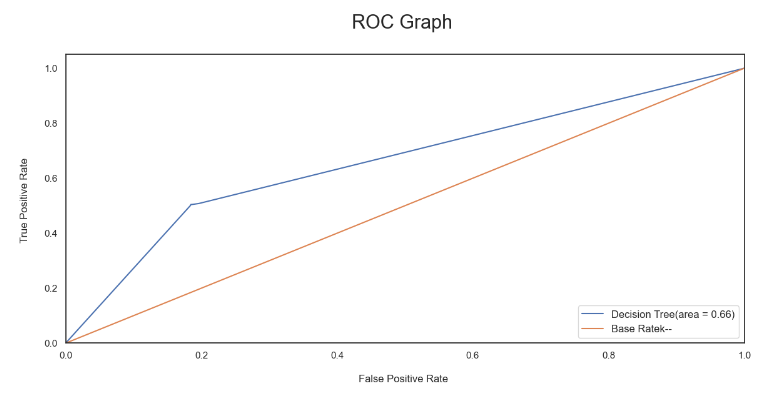 ROC Graph
1.0
0.8
0.6
0.4
0.2
0.0
True Positive Rate
Decision Tree(area = 0.66)
Base Ratek--
0.0 0.2 0.4 0.6 0.8 1.0
False Positive Rate